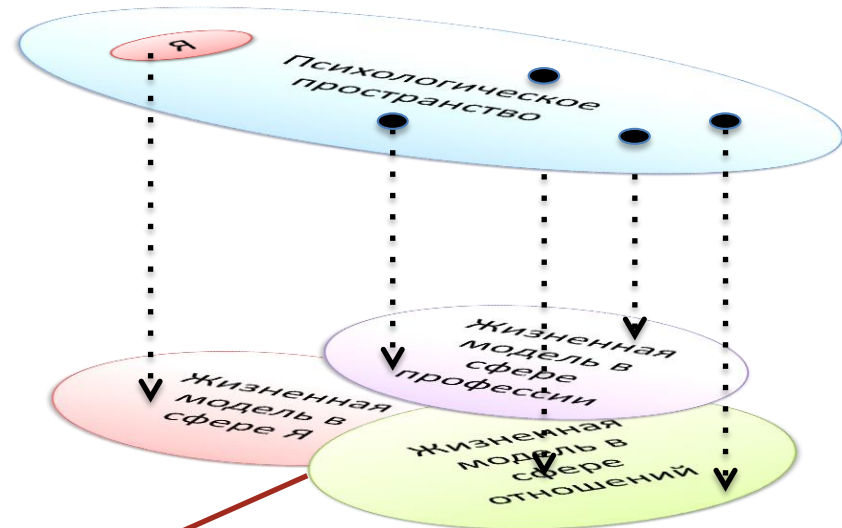 Я
Психологическое
пространство
Жизненная
модель в
сфере
профессии
Жизненная
модель в
сфере Я
Жизненная
модель в
сфере
отношений